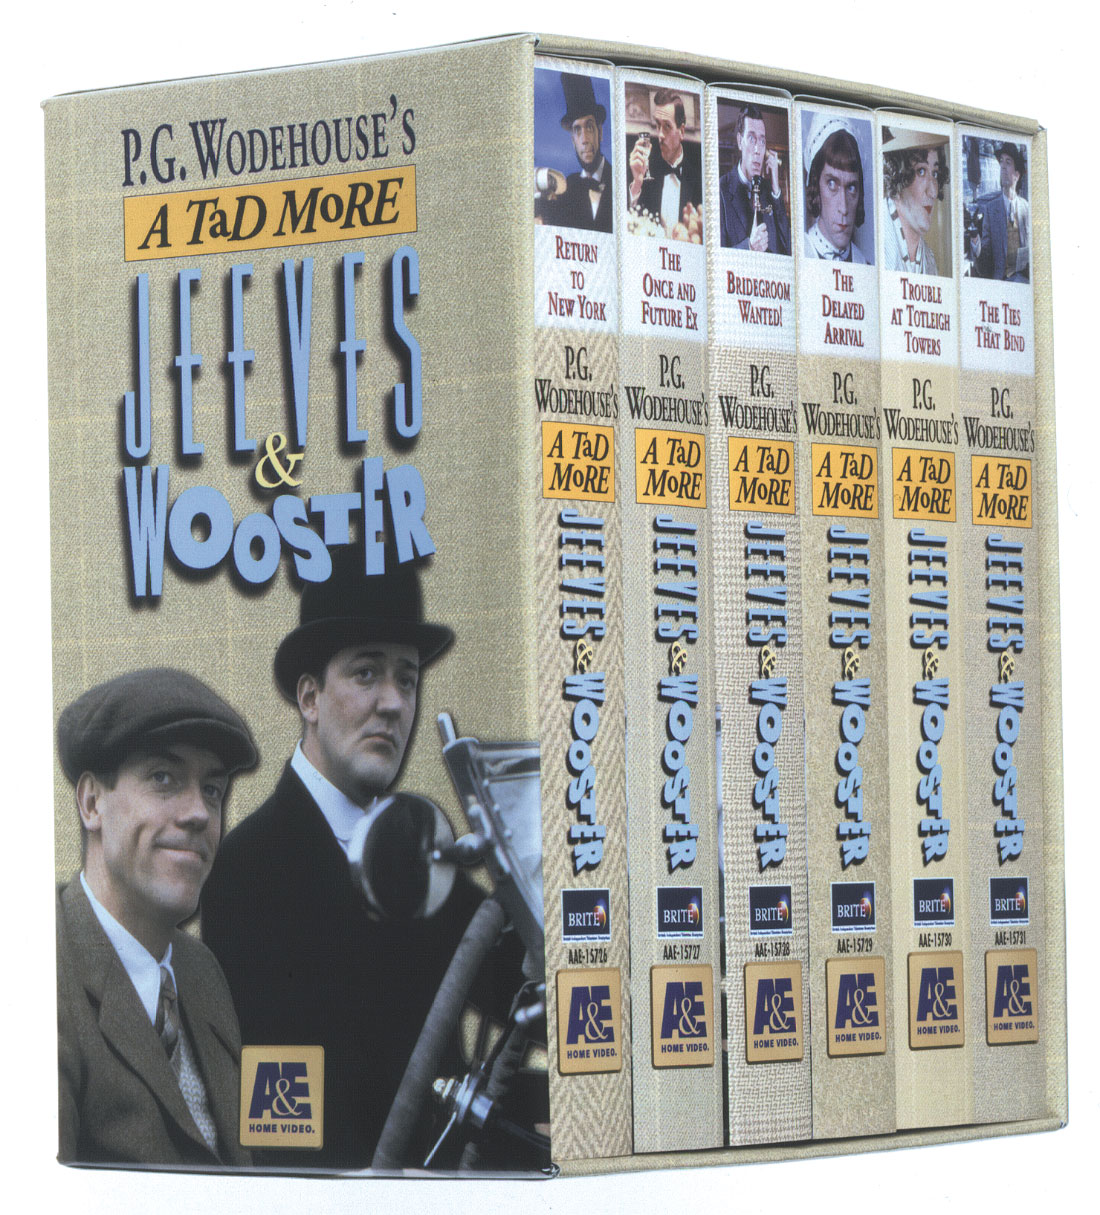 P.G. WODEHOUSE'S
A TaD MoRE
JEEVES
&
WOOSTER
A&E
HOME VIDEO.
RETURN
TO
NEW YORK
P.G.
WODEHOUSE'S
A TaD
MoRE
JEEVES & WOOSTER
BRITE
AAE-15726
A&E
HOME VIDEO.
THE
ONCE AND
FUTURE EX
P.G.
WODEHOUSE'S
A TaD
MoRE
JEEVES & WOOSTER
BRITE
AAE-15727
A&E
HOME VIDEO.
BRIDEGROOM
WANTED!
P.G.
WODEHOUSE'S
A TaD
MoRE
JEEVES & WOOSTER
BRITE
AAE-15728
A&E
HOME VIDEO.
THE
DELAYED
ARRIVAL
P.G.
WODEHOUSE'S
A TaD
MoRE
JEEVES & WOOSTER
BRITE
AAE-15729
A&E
HOME VIDEO.
TROUBLE
AT TOTLEIGH
TOWERS
P.G.
WODEHOUSE'S
A TaD
MoRE
JEEVES & WOOSTER
BRITE
AAE-15730
A&E
HOME VIDEO.
THE TIES
THAT BIND
P.G.
WODEHOUSE'S
A TaD
MoRE
JEEVES & WOOSTER
BRITE
AAE-15731
A&E
HOME VIDEO.